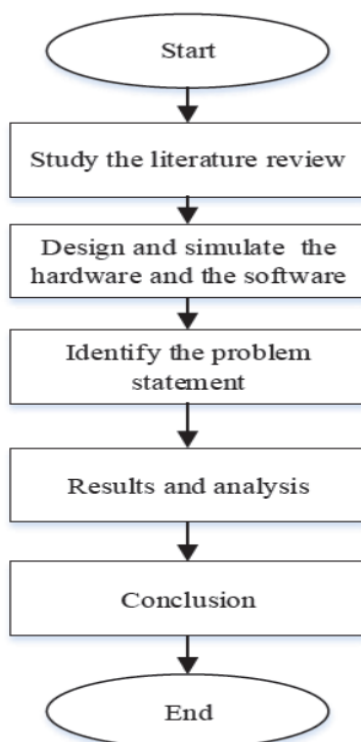 Start
Study the literature review
Design and simulate the
hardware and the software
Identify the problem
statement
Results and analysis
Conclusion
End